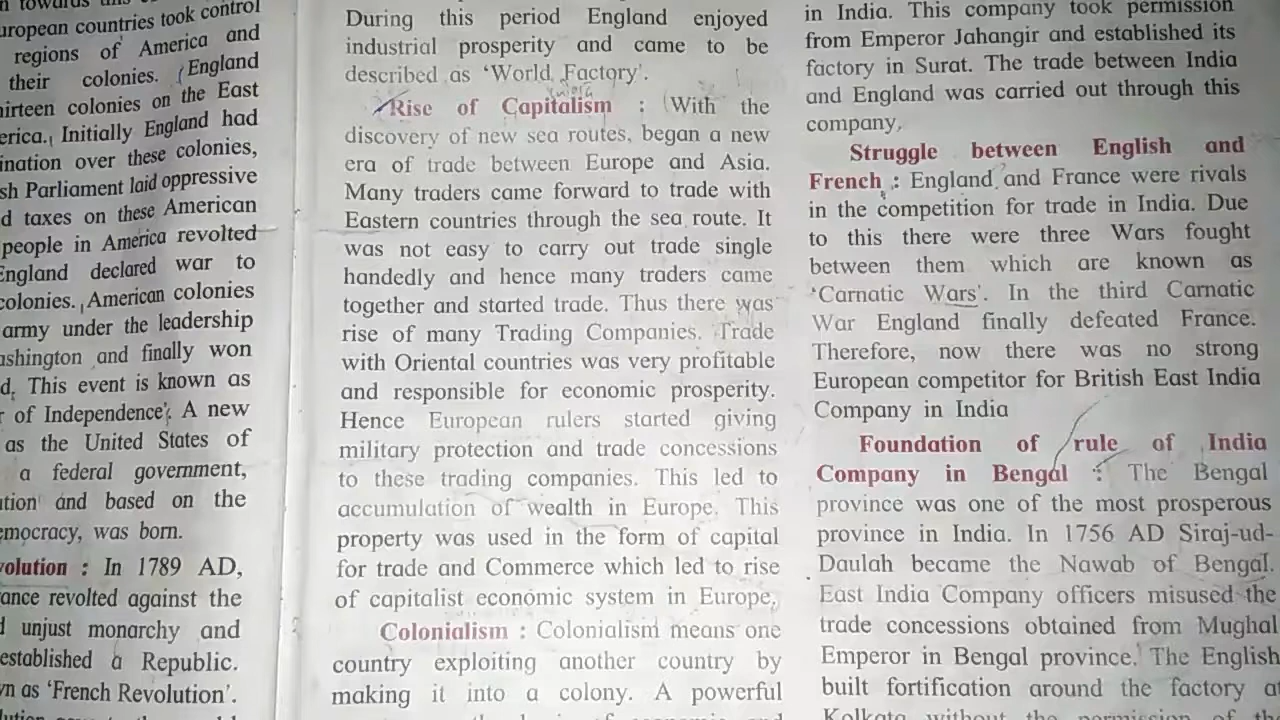 European countries took control
regions of America and
their colonies. England
thirteen colonies on the East
America. Initially England had
domination over these colonies,
Parliament laid oppressive
taxes on these American
people in America revolted
England declared war to
colonies. American colonies
army under the leadership
Washington and finally won
This event is known as
of Independence'. A new
as the United States of
a federal government,
and based on the
democracy, was born.
In 1789 AD,
revolted against the
unjust monarchy and
established a Republic.
as 'French Revolution'.
During this period England enjoyed
industrial prosperity and came to be
described as 'World Factory'.
Rise of Capitalism : With the
discovery of new sea routes, began a new
era of trade between Europe and Asia.
Many traders came forward to trade with
Eastern countries through the sea route. It
was not easy to carry out trade single
handedly and hence many traders came
together and started trade. Thus there was
rise of many Trading Companies. Trade
with Oriental countries was very profitable
and responsible for economic prosperity.
Hence European rulers started giving
military protection and trade concessions
to these trading companies. This led to
accumulation of wealth in Europe. This
property was used in the form of capital
for trade and Commerce which led to rise
of capitalist economic system in Europe.
Colonialism : Colonialism means one
country exploiting another country by
making it into a colony. A powerful
in India. This company took permission
from Emperor Jahangir and established its
factory in Surat. The trade between India
and England was carried out through this
company.
Struggle between English and
French : England and France were rivals
in the competition for trade in India. Due
to this there were three Wars fought
between them which are known as
'Carnatic Wars'. In the third Carnatic
War England finally defeated France.
Therefore, now there was no strong
European competitor for British East India
Company in India
Foundation of rule of India
Company in Bengal : The Bengal
province was one of the most prosperous
province in India. In 1756 AD Siraj-ud-
Daulah became the Nawab of Bengal.
East India Company officers misused the
trade concessions obtained from Mughal
Emperor in Bengal province. The English
built fortification around the factory at
Kolkata without the permission of the